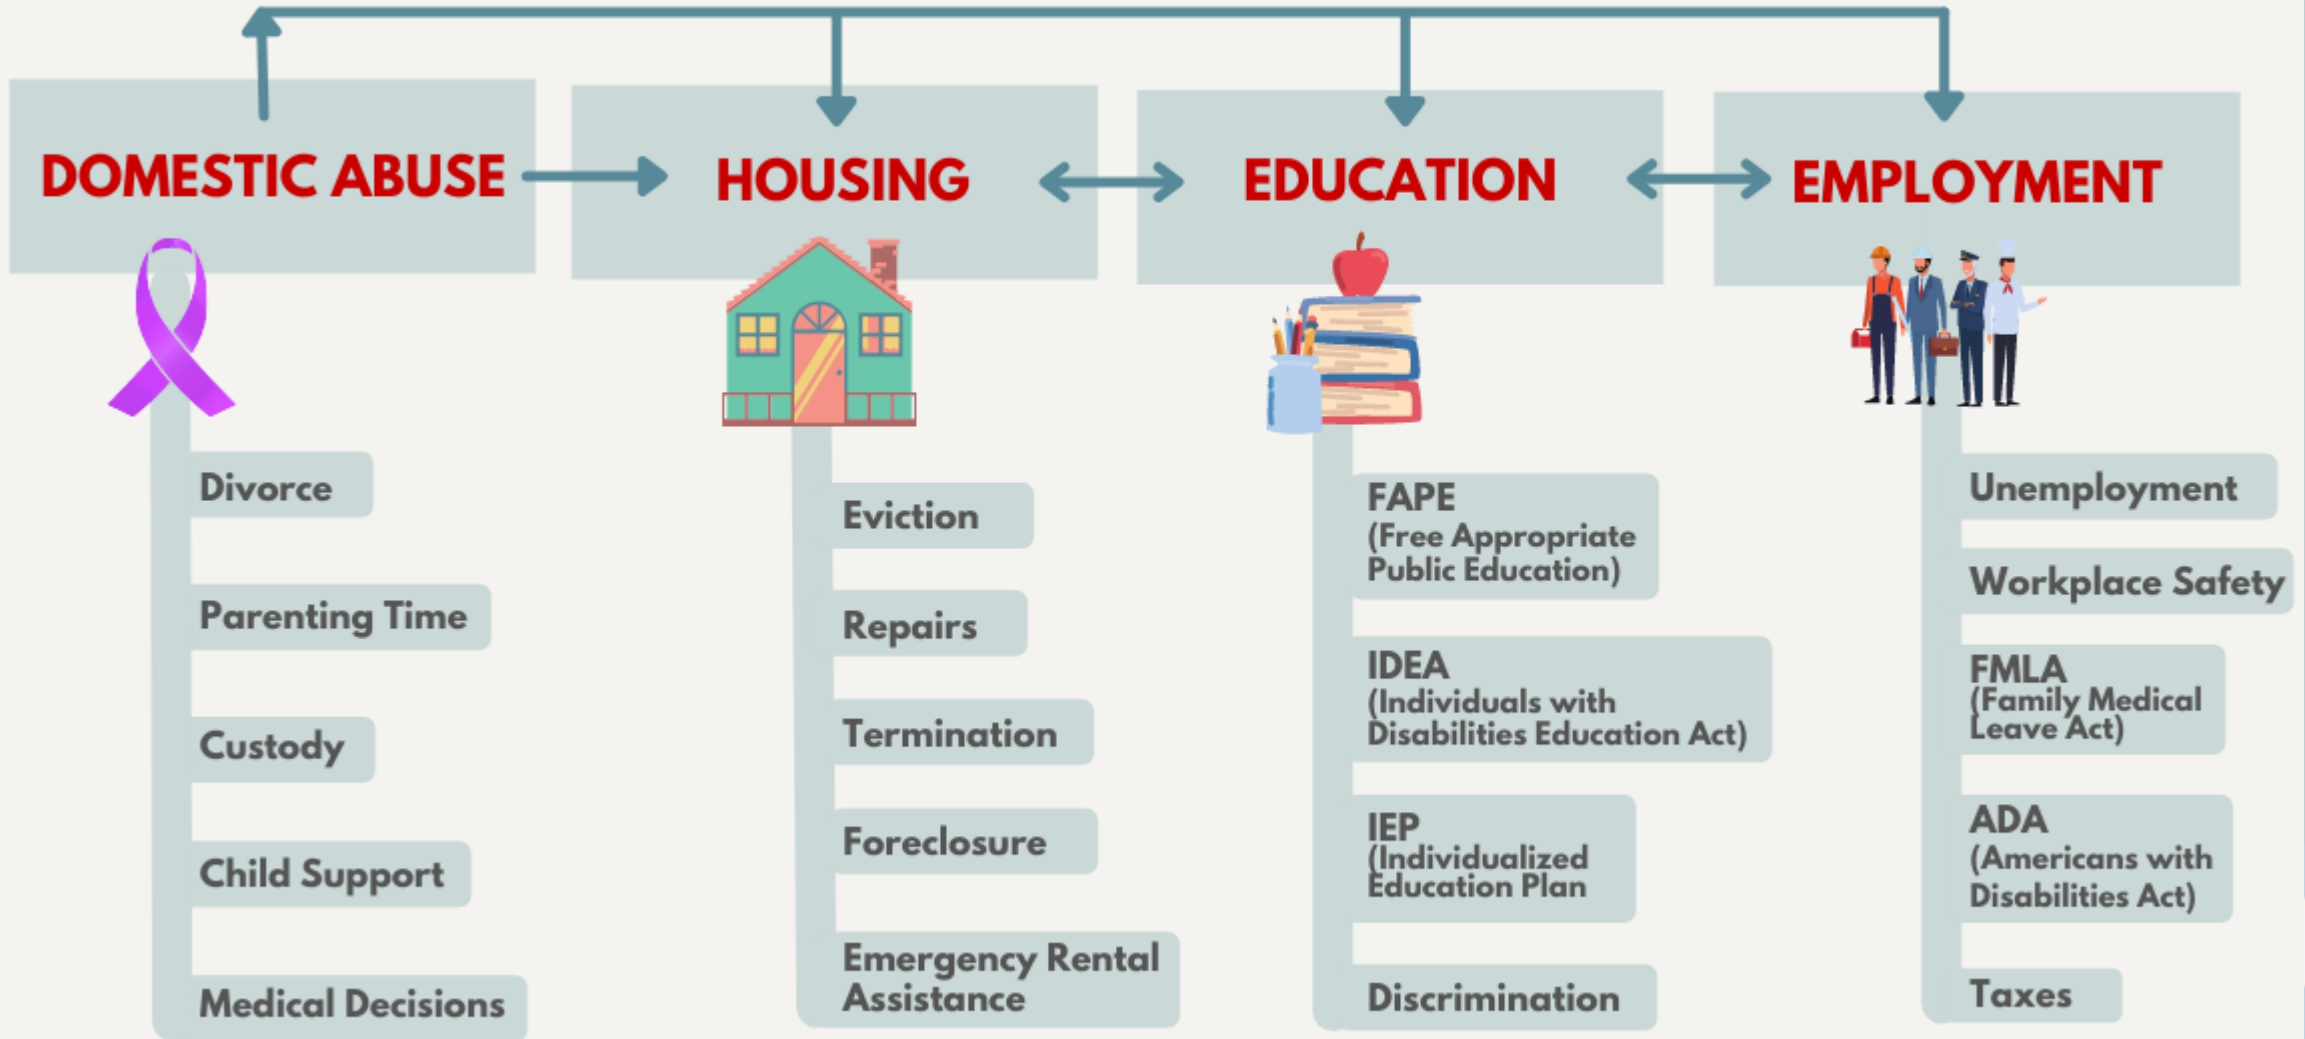 DOMESTIC ABUSE
HOUSING
EDUCATION
EMPLOYMENT
Divorce
Parenting Time
Custody
Child Support
Medical Decisions
Eviction
Repairs
Termination
Foreclosure
Emergency Rental
Assistance
FAPE
(Free Appropriate
Public Education)
IDEA
(Individuals with
Disabilities Education Act)
IEP
(Individualized
Education Plan
Discrimination
Unemployment
Workplace Safety
FMLA
(Family Medical
Leave Act)
ADA
(Americans with
Disabilities Act)
Taxes